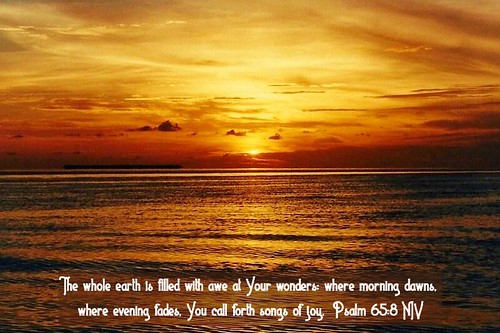 The whole earth is filled with awe at Your wonders: where morning dawns,
where evening fades, You call forth songs of joy, Psalm 65:8 NIV